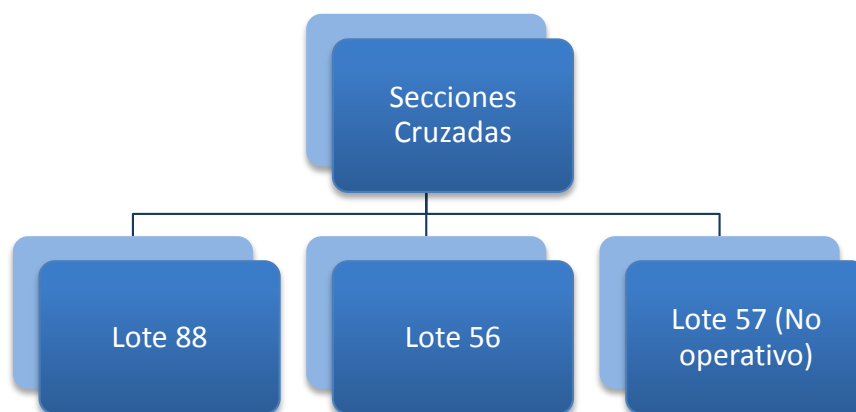 Secciones
Cruzadas
Lote 88
Lote 56
Lote 57 (No
operativo)